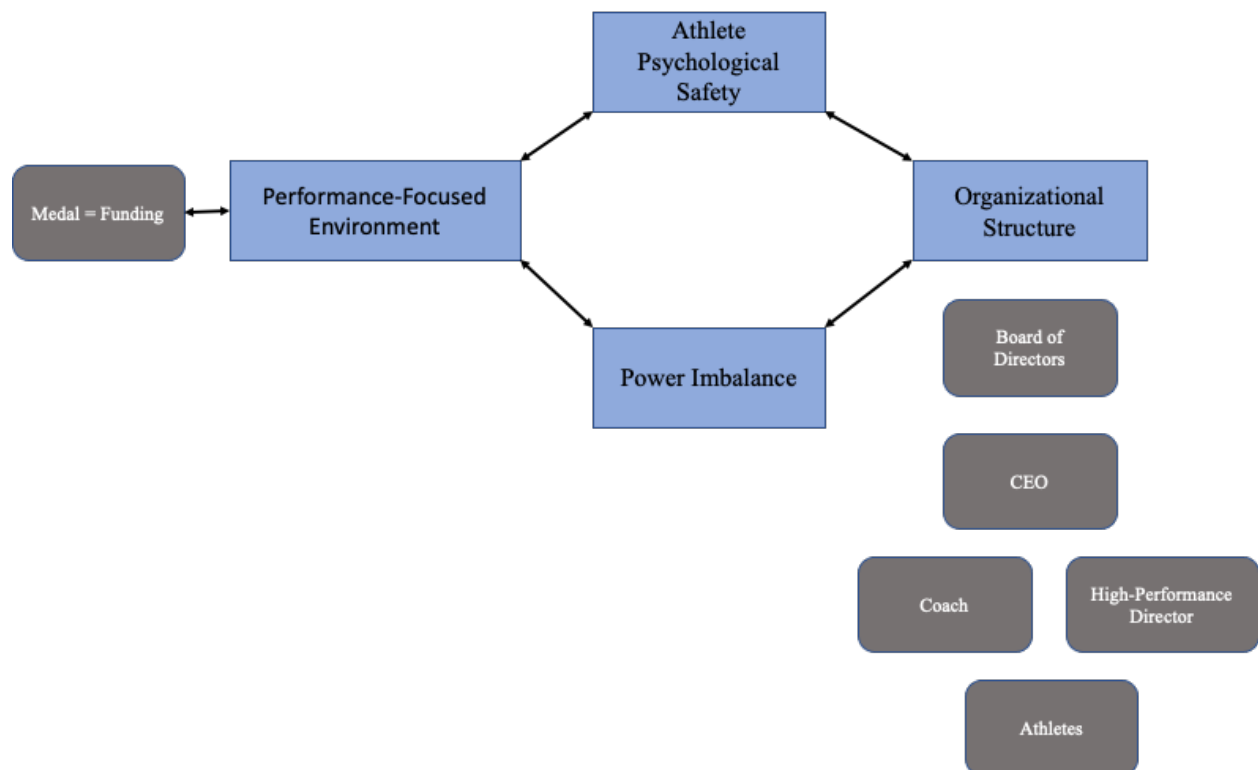 Athlete
Psychological
Safety
Medal = Funding
Performance-Focused
Environment
Organizational
Structure
Power Imbalance
Board of
Directors
CEO
Coach
High-Performance
Director
Athletes